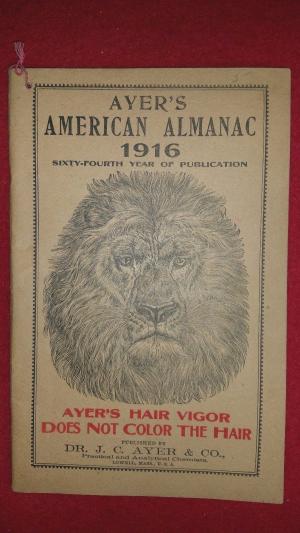 AYER'S
AMERICAN ALMANAC
1916
SIXTY-FOURTH YEAR OF PUBLICATION
AYER'S HAIR VIGOR
DOES NOT COLOR THE HAIR
PUBLISHED BY
DR. J. C. AYER & CO.,
Practical and Analytical Chemists.
LOWELL, MASS., U.S.A.